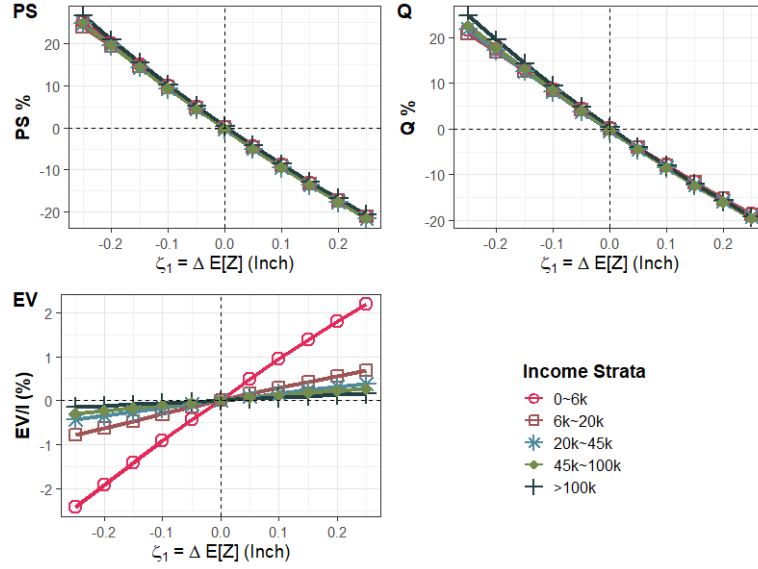 PS
Q
PS %
20
10
0
-10
-20
-0.2 -0.1 0.0 0.1 0.2
ζ1 = Δ E[Z] (Inch)
Q %
20
10
0
-10
-20
-0.2 -0.1 0.0 0.1 0.2
ζ1 = Δ E[Z] (Inch)
EV
EV/I (%)
2
1
0
-1
-2
-0.2 -0.1 0.0 0.1 0.2
ζ1 = Δ E[Z] (Inch)
Income Strata
0~6k
6k~20k
20k~45k
45k~100k
>100k